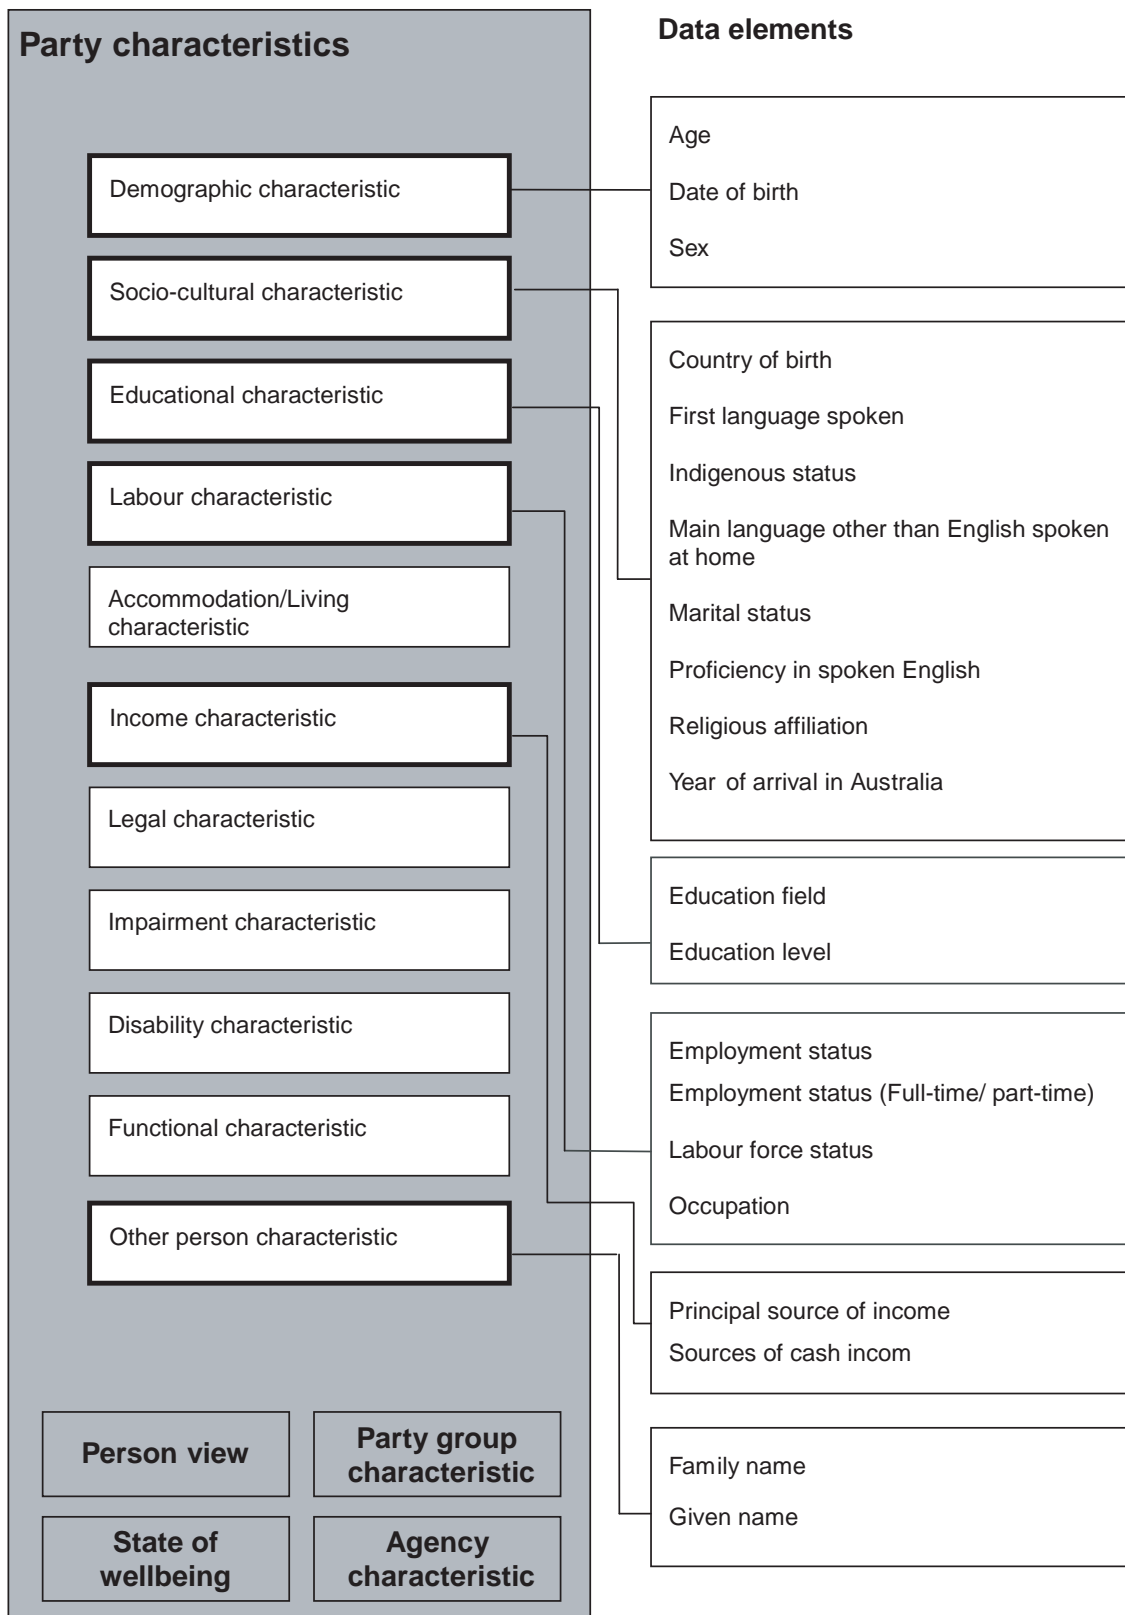 Party characteristics
Demographic characteristic
Socio-cultural characteristic
Educational characteristic
Labour characteristic
Accommodation/Living
characteristic
Income characteristic
Legal characteristic
Impairment characteristic
Disability characteristic
Functional characteristic
Other person characteristic
Person view
Party group
characteristic
State of
wellbeing
Agency
characteristic
Data elements
Age
Date of birth
Sex
Country of birth
First language spoken
Indigenous status
Main language other than English spoken
at home
Marital status
Proficiency in spoken English
Religious affiliation
Year of arrival in Australia
Education field
Education level
Employment status
Employment status (Full-time/ part-time)
Labour force status
Occupation
Principal source of income
Sources of cash incom
Family name
Given name